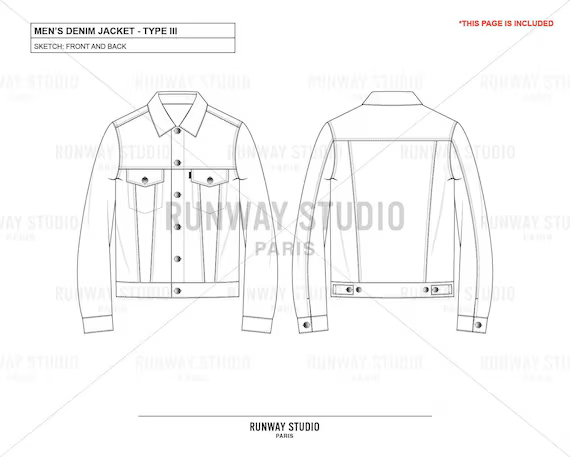 MEN'S DENIM JACKET - TYPE III
*THIS PAGE IS INCLUDED
SKETCH: FRONT AND BACK
RUNWAY STUDIO
PARIS
RUNWAY STUDIO
PARIS